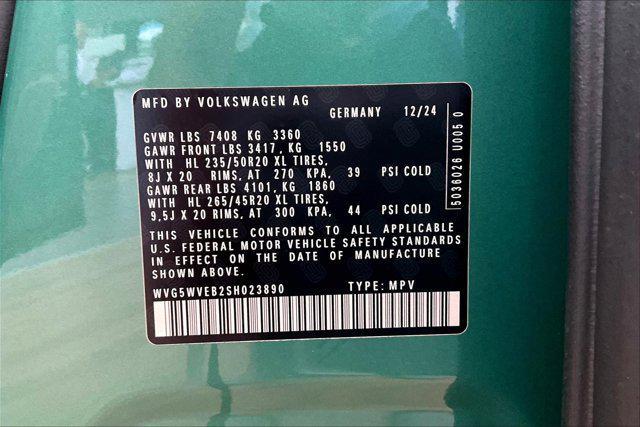 MFD BY VOLKSWAGEN AG
GERMANY 12/24
GVWR LBS 7408 KG 3360
GAWR FRONT LBS 3417, KG 1550
WITH HL 235/50R20 XL TIRES,
8J X 20 RIMS, AT 270 KPA, 39 PSI COLD
GAWR REAR LBS 4101, KG 1860
WITH HL 265/45R20 XL TIRES,
9,5J X 20 RIMS, AT 300 KPA, 44 PSI COLD
THIS VEHICLE CONFORMS TO ALL APPLICABLE
U.S. FEDERAL MOTOR VEHICLE SAFETY STANDARDS
IN EFFECT ON THE DATE OF MANUFACTURE
SHOWN ABOVE.
WVG5WVEB2SH023890 TYPE: MPV
5036026 U005 0